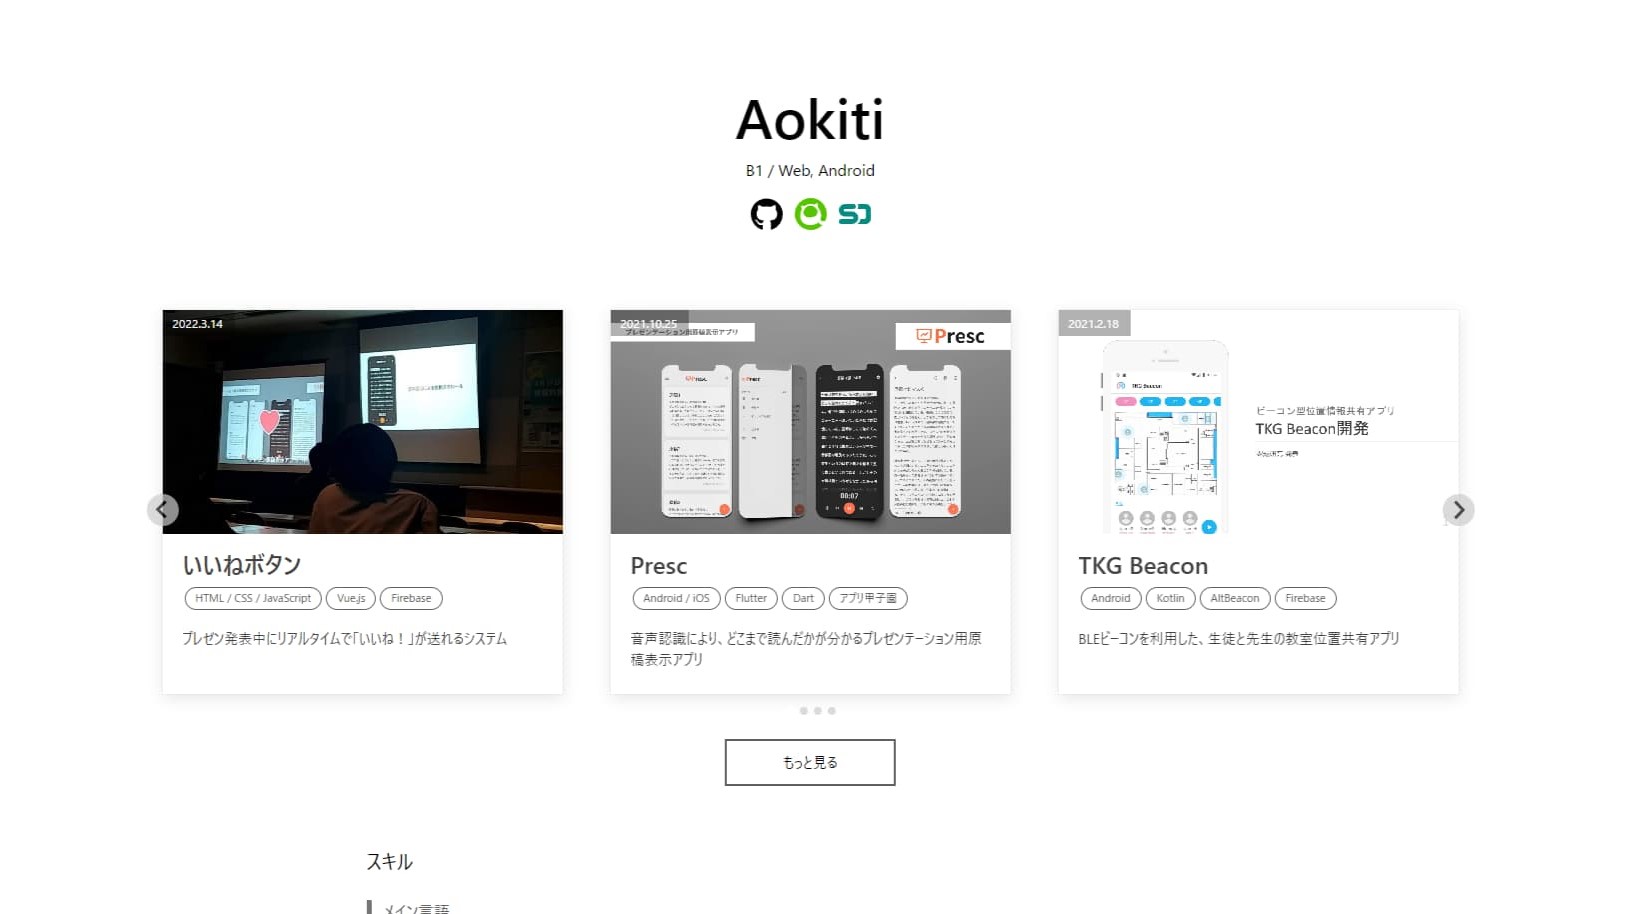 Aokiti
B1 / Web, Android
2022.3.14
いいねボタン
HTML / CSS / JavaScript
Vue.js
Firebase
プレゼン発表中にリアルタイムで「いいね！」が送れるシステム
2021.10.25
プレゼンテーション用原稿表示アプリ
Presc
00:07
Presc
Android / iOS
Flutter
Dart
アプリ甲子園
音声認識により、どこまで読んだかが分かるプレゼンテーション用原
稿表示アプリ
2021.2.18
TKG Beacon
ビーコン型位置情報共有アプリ
TKG Beacon開発
TKG Beacon
Android
Kotlin
AltBeacon
Firebase
BLEビーコンを利用した、生徒と先生の教室位置共有アプリ
もっと見る
スキル
メイン言語